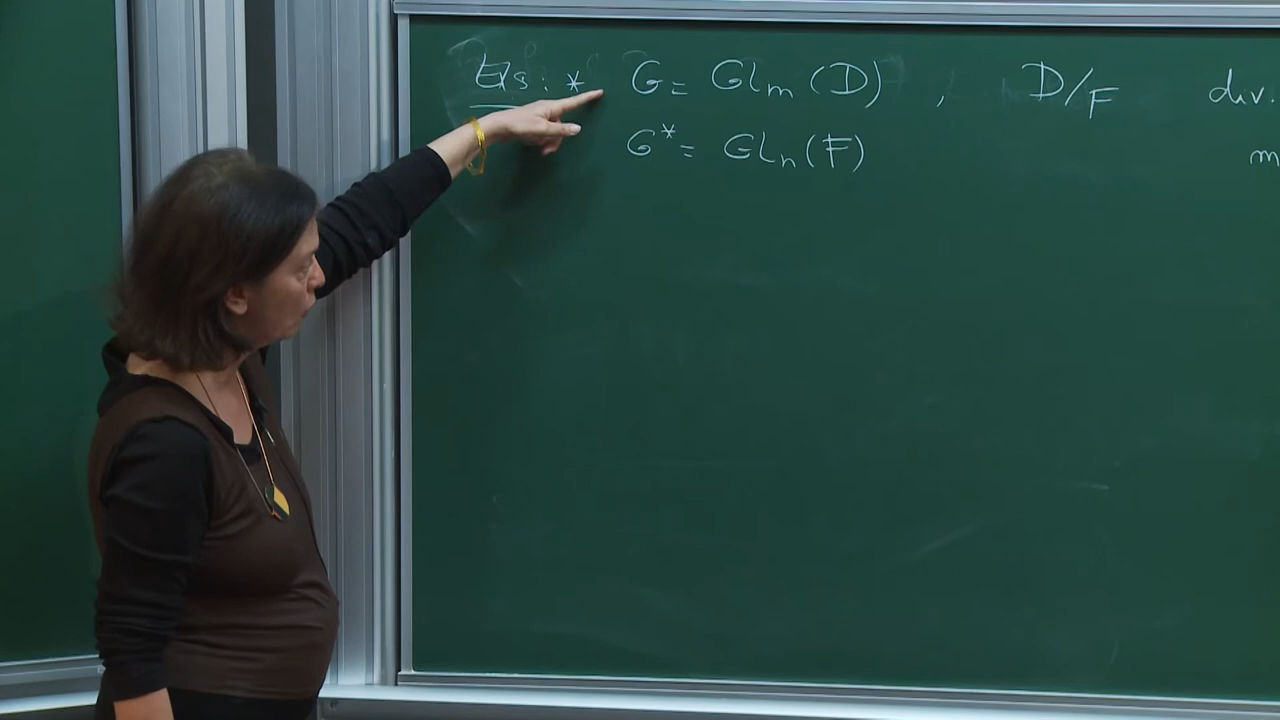 Exs: * G = GLm(D) , D/F div.
G* = GLn(F) m